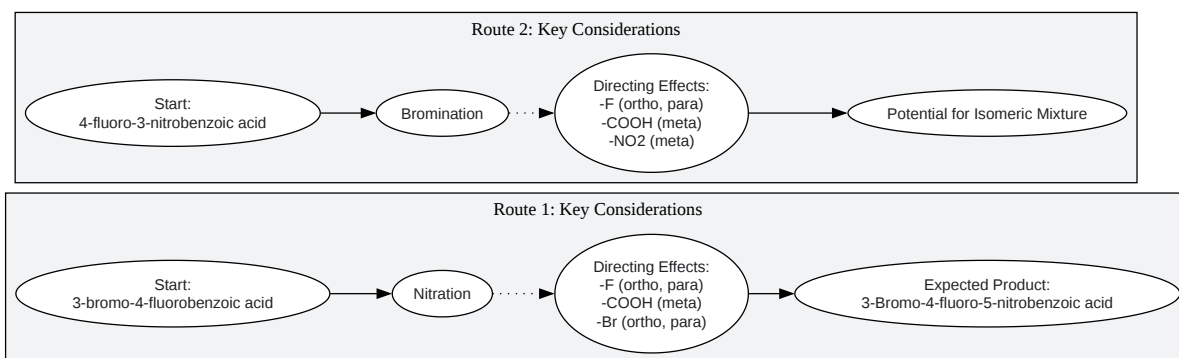 Route 2: Key Considerations
Start:
4-fluoro-3-nitrobenzoic acid
Bromination
Directing Effects:
-F (ortho, para)
-COOH (meta)
-NO2 (meta)
Potential for Isomeric Mixture
Route 1: Key Considerations
Start:
3-bromo-4-fluorobenzoic acid
Nitration
Directing Effects:
-F (ortho, para)
-COOH (meta)
-Br (ortho, para)
Expected Product:
3-Bromo-4-fluoro-5-nitrobenzoic acid